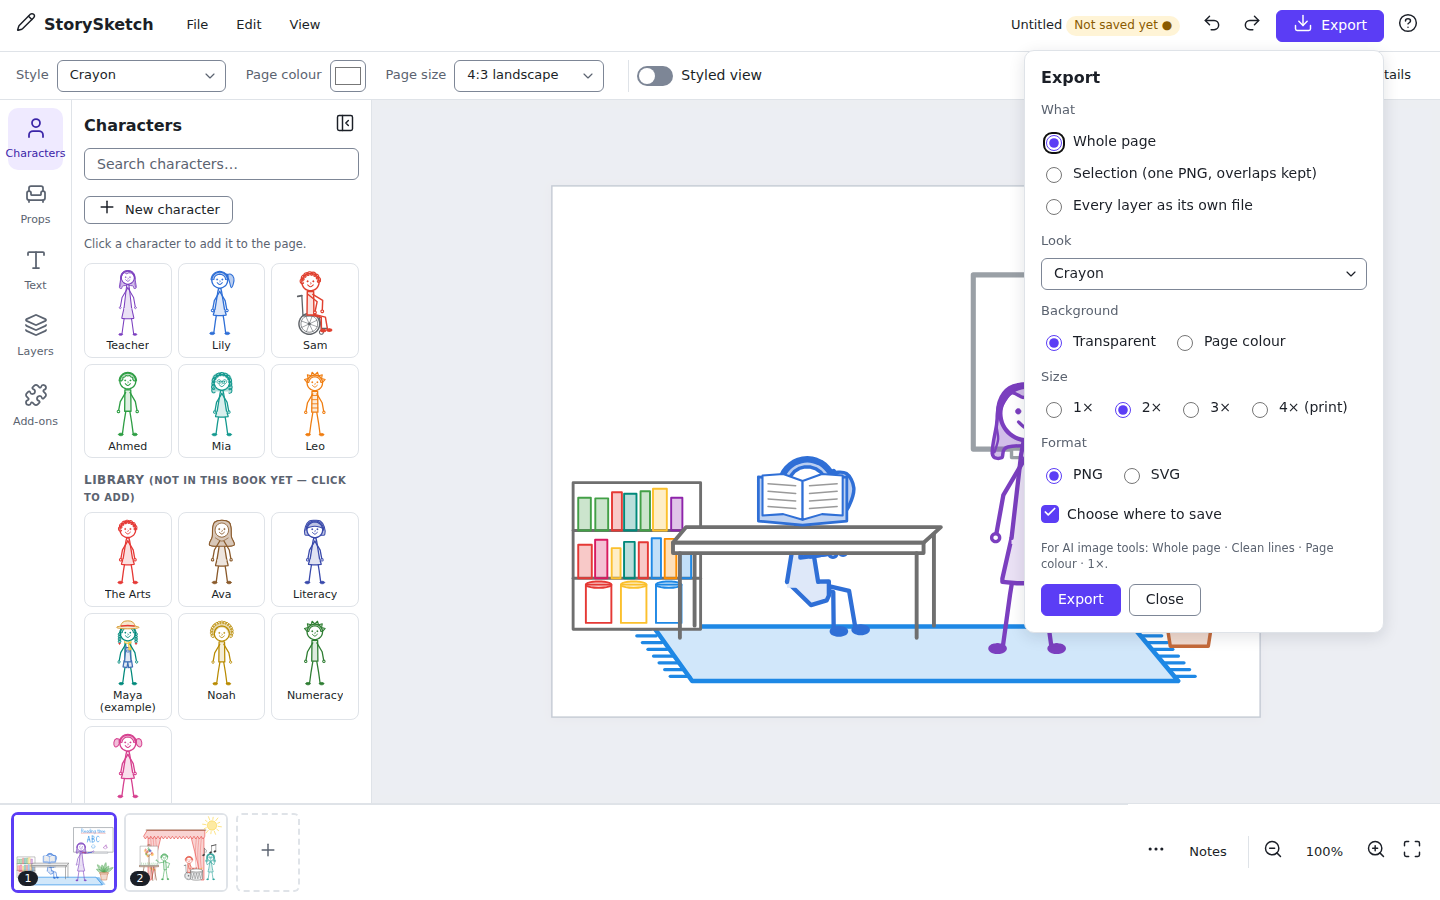 StorySketch File Edit View Untitled Not saved yet Export
Style Crayon Page colour Page size 4:3 landscape Styled view tails
Characters
Props
Text
Layers
Add-ons
Characters
Search characters…
New character
Click a character to add it to the page.
Teacher Lily Sam
Ahmed Mia Leo
LIBRARY (NOT IN THIS BOOK YET — CLICK
TO ADD)
The Arts Ava Literacy
Maya
(example)
Noah Numeracy
Export
What
Whole page
Selection (one PNG, overlaps kept)
Every layer as its own file
Look
Crayon
Background
Transparent Page colour
Size
1× 2× 3× 4× (print)
Format
PNG SVG
Choose where to save
For AI image tools: Whole page · Clean lines · Page
colour · 1×.
Export Close
ABC
1 2
Notes 100%